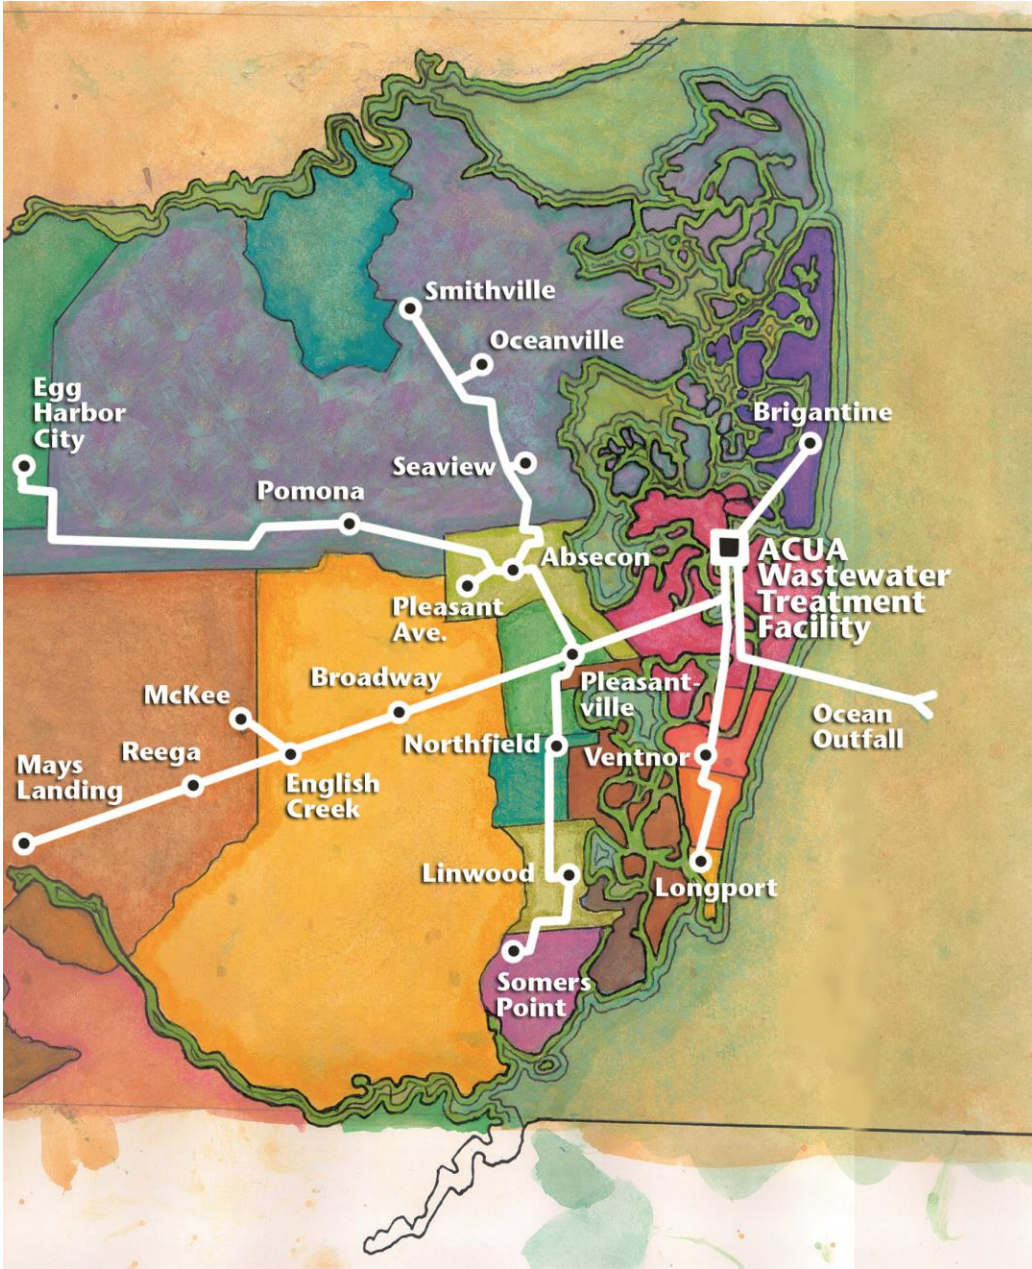 Smithville
Oceanville
Egg
Harbor
City
Brigantine
Seaview
Pomona
Absecon
ACUA
Wastewater
Treatment
Facility
Pleasant
Ave.
Broadway
Pleasant-
ville
McKee
Ocean
Outfall
Northfield
Ventnor
Reega
Mays
Landing
English
Creek
Linwood
Longport
Somers
Point